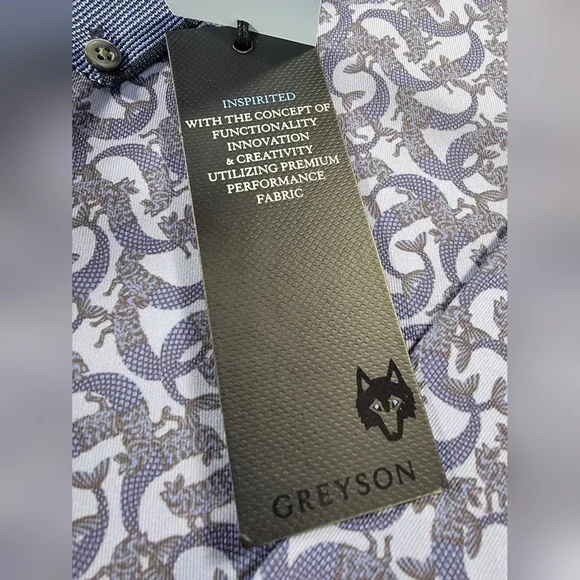 INSPIRITED
WITH THE CONCEPT OF
FUNCTIONALITY
INNOVATION
& CREATIVITY
UTILIZING PREMIUM
PERFORMANCE
FABRIC
GREYSON